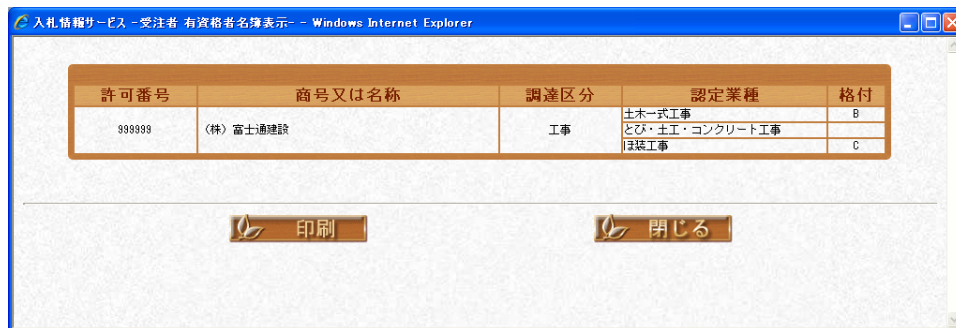 入札情報サービス -受注者 有資格者名簿表示- - Windows Internet Explorer
許可番号 商号又は名称 調達区分 認定業種 格付
999999 (株) 富士通建設 工事 土木一式工事 B
とび・土工・コンクリート工事
ほ装工事 C
印刷 閉じる